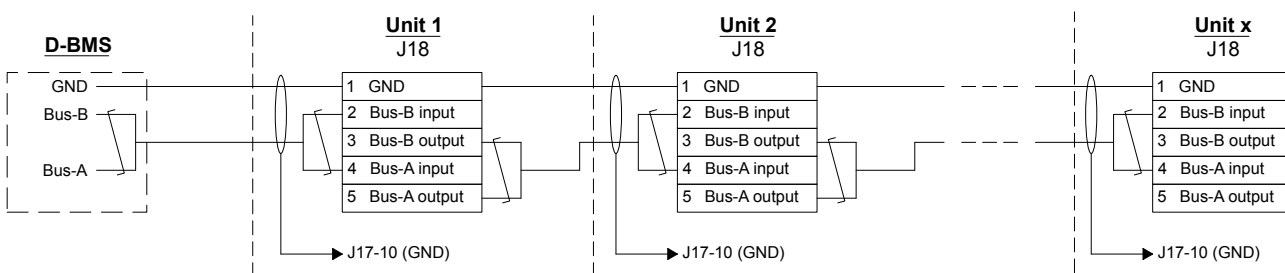 D-BMS
GND
Bus-B
Bus-A
Unit 1
J18
1 GND
2 Bus-B input
3 Bus-B output
4 Bus-A input
5 Bus-A output
J17-10 (GND)
Unit 2
J18
1 GND
2 Bus-B input
3 Bus-B output
4 Bus-A input
5 Bus-A output
J17-10 (GND)
Unit x
J18
1 GND
2 Bus-B input
3 Bus-B output
4 Bus-A input
5 Bus-A output
J17-10 (GND)